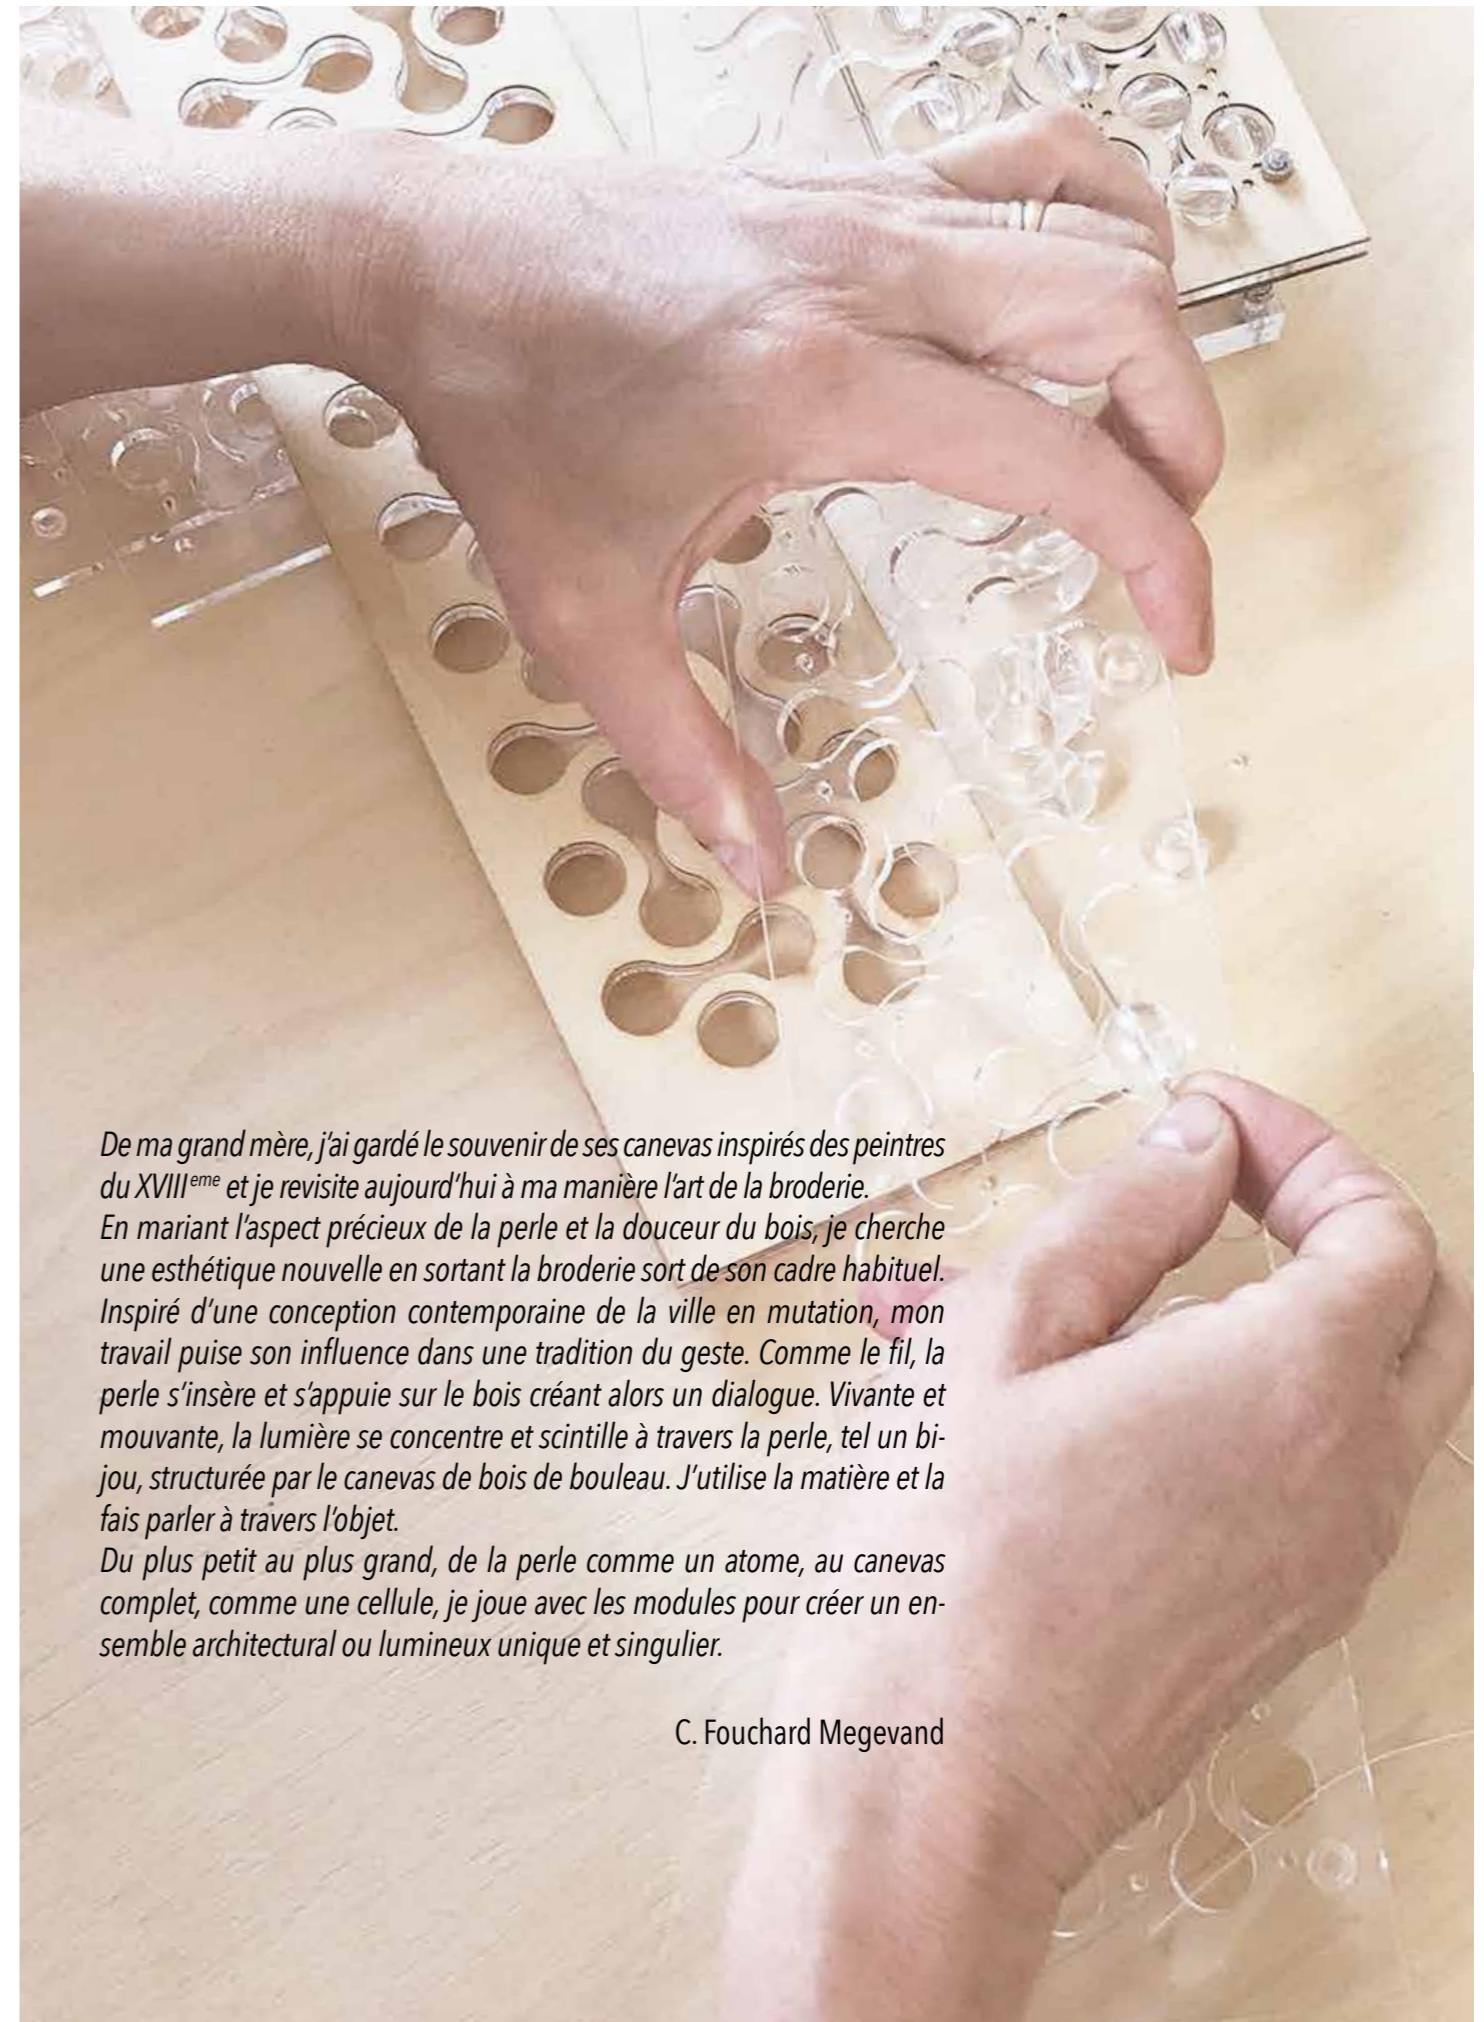 De ma grand mère, j'ai gardé le souvenir de ses canevas inspirés des peintres
du XVIIIeme et je revisite aujourd'hui à ma manière l'art de la broderie.
En mariant l'aspect précieux de la perle et la douceur du bois, je cherche
une esthétique nouvelle en sortant la broderie sort de son cadre habituel.
Inspiré d'une conception contemporaine de la ville en mutation, mon
travail puise son influence dans une tradition du geste. Comme le fil, la
perle s'insère et s'appuie sur le bois créant alors un dialogue. Vivante et
mouvante, la lumière se concentre et scintille à travers la perle, tel un bi-
jou, structurée par le canevas de bois de bouleau. J'utilise la matière et la
fais parler à travers l'objet.
Du plus petit au plus grand, de la perle comme un atome, au canevas
complet, comme une cellule, je joue avec les modules pour créer un en-
semble architectural ou lumineux unique et singulier.
C. Fouchard Megevand